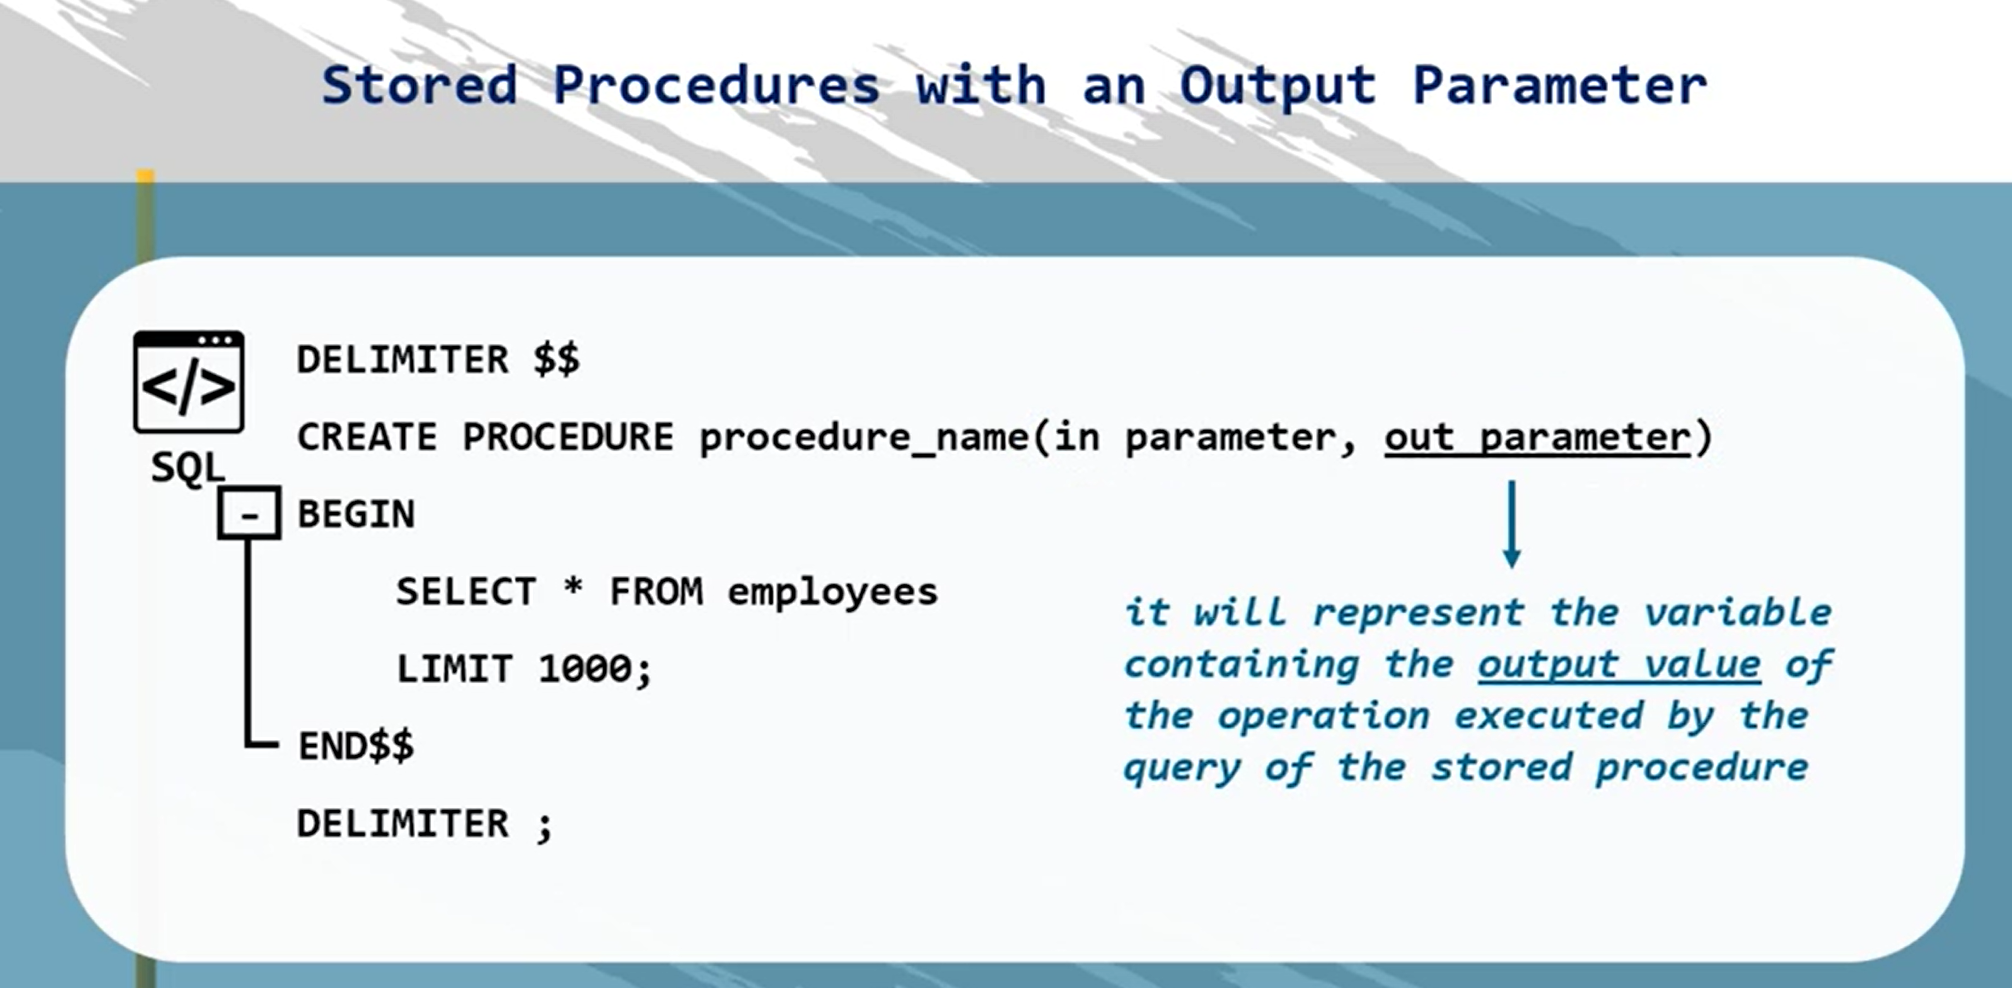 Stored Procedures with an Output Parameter
</>
SQL
DELIMITER $$
CREATE PROCEDURE procedure_name(in parameter, out parameter)
- BEGIN
SELECT * FROM employees
LIMIT 1000;
END$$
DELIMITER ;
it will represent the variable
containing the output value of
the operation executed by the
query of the stored procedure